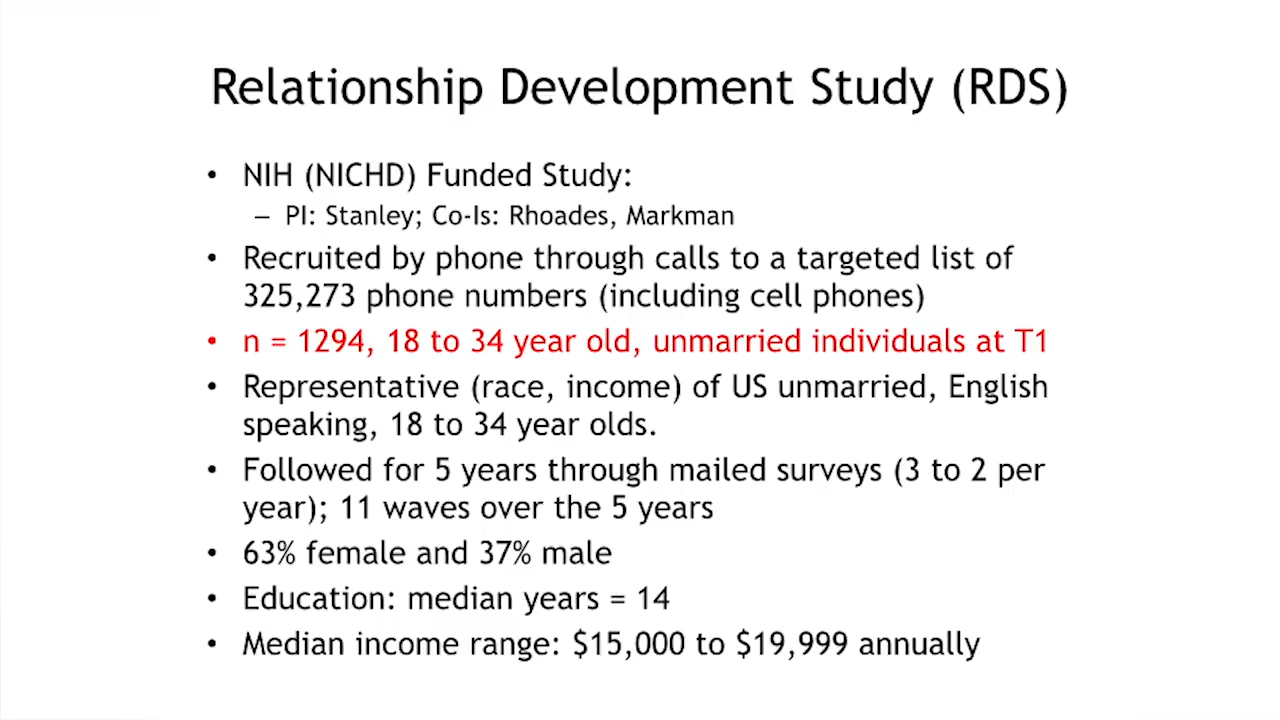 Relationship Development Study (RDS)
• NIH (NICHD) Funded Study:
– PI: Stanley; Co-Is: Rhoades, Markman
• Recruited by phone through calls to a targeted list of
325,273 phone numbers (including cell phones)
• n = 1294, 18 to 34 year old, unmarried individuals at T1
• Representative (race, income) of US unmarried, English
speaking, 18 to 34 year olds.
• Followed for 5 years through mailed surveys (3 to 2 per
year); 11 waves over the 5 years
• 63% female and 37% male
• Education: median years = 14
• Median income range: $15,000 to $19,999 annually